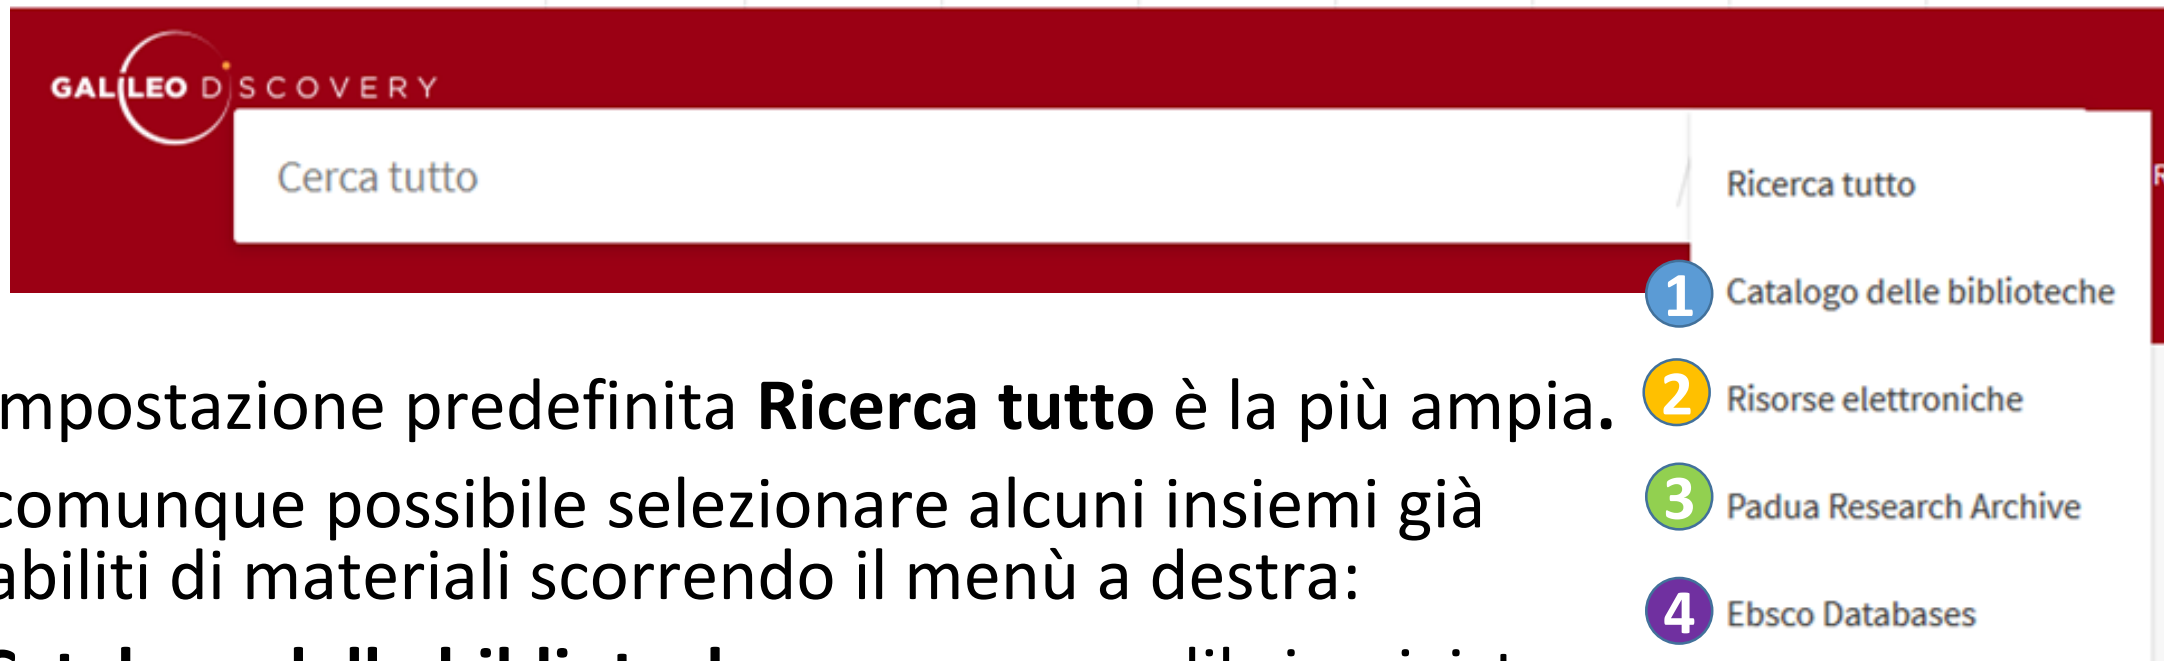 GALILEO DISCOVERY
Cerca tutto
Ricerca tutto
1 Catalogo delle biblioteche
2 Risorse elettroniche
3 Padua Research Archive
4 Ebsco Databases
mpostazione predefinita Ricerca tutto è la più ampia.
comunque possibile selezionare alcuni insiemi già
abiliti di materiali scorrendo il menù a destra: